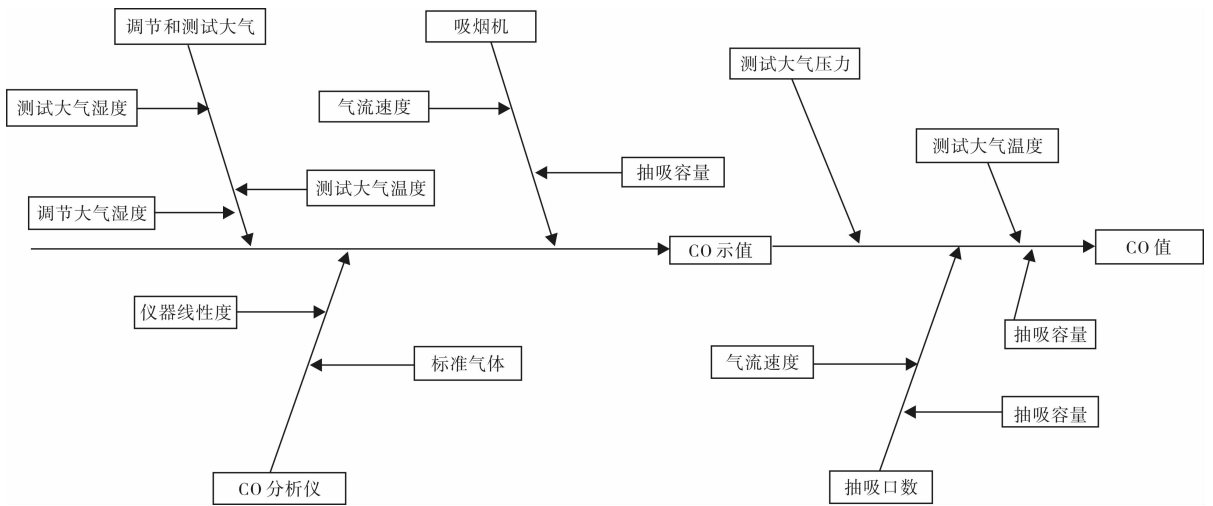 调节和测试大气
吸烟机
测试大气压力
测试大气湿度
气流速度
测试大气温度
抽吸容量
测试大气温度
调节大气湿度
CO 示值
CO 值
仪器线性度
抽吸容量
标准气体
气流速度
抽吸容量
CO 分析仪
抽吸口数